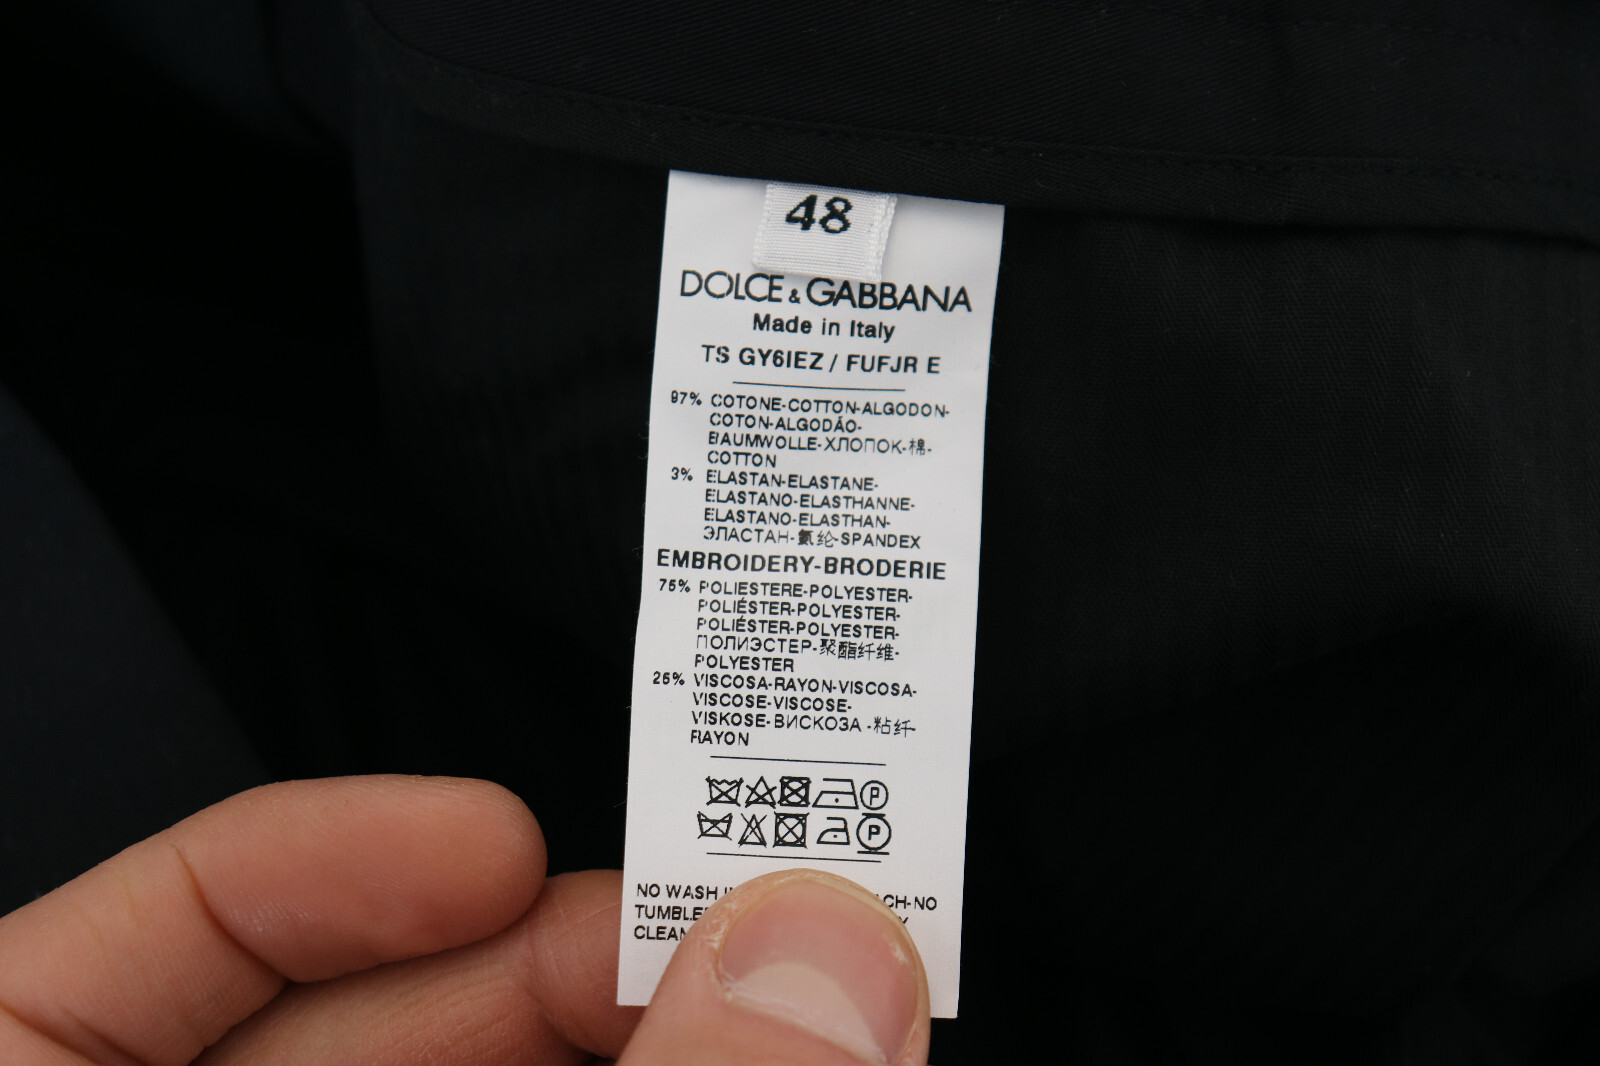 48
DOLCE & GABBANA
Made in Italy
TS GY6IEZ / FUFJR E
97% COTONE-COTTON-ALGODON-
COTON-ALGODÃO-
BAUMWOLLE-ХЛОПОК-棉-
COTTON
3% ELASTAN-ELASTANE-
ELASTANO-ELASTHANNE-
ELASTANO-ELASTHAN-
ЭЛАСТАН-氨纶-SPANDEX
EMBROIDERY-BRODERIE
75% POLIESTERE-POLYESTER-
POLIÉSTER-POLYESTER-
POLIÉSTER-POLYESTER-
ПОЛИЭСТЕР-聚酯纤维-
POLYESTER
25% VISCOSA-RAYON-VISCOSA-
VISCOSE-VISCOSE-
VISKOSE-ВИСКОЗА -粘纤-
RAYON
P
P
NO WASH NO